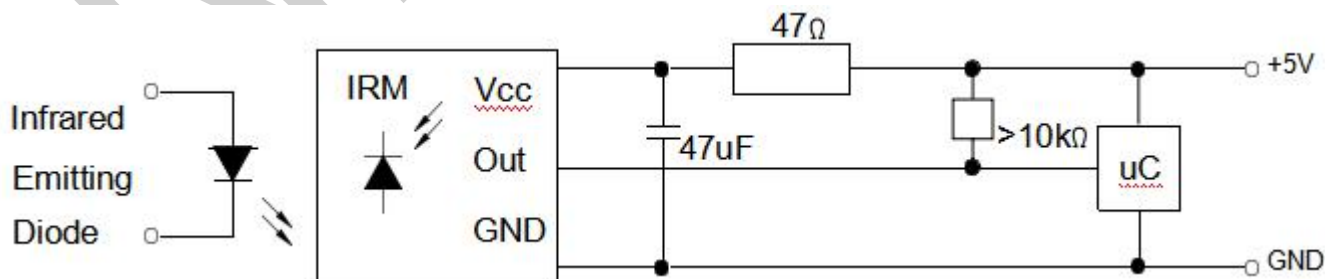 47Ω
+5V
IRM
Vcc
Infrared
>10kΩ
47uF
Out
uC
Emitting
Diode
GND
GND